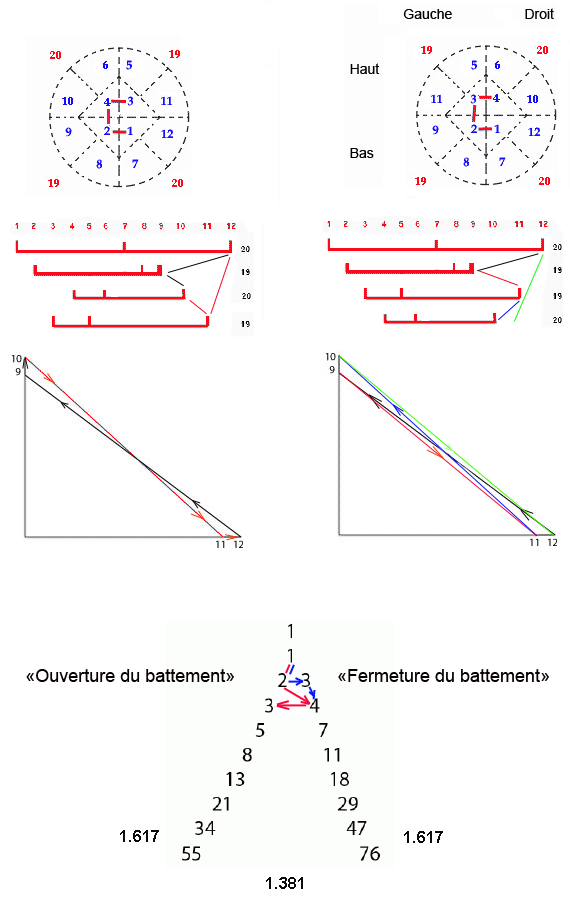 Gauche Droit
20 19 19 20
6 5 5 6
Haut
10 4 3 11 11 3 4 10
9 2 1 12 9 2 1 12
Bas
8 7 8 7
19 20 19 20
1 2 3 4 5 6 7 8 9 10 11 12 1 2 3 4 5 6 7 8 9 10 11 12
20 20
19 19
20 19
19 20
10 10
9 9
11 12 11 12
1
1
«Ouverture du battement» 2 3 «Fermeture du battement»
3 4
5 7
8 11
13 18
21 29
1.617 34 47 1.617
55 76
1.381